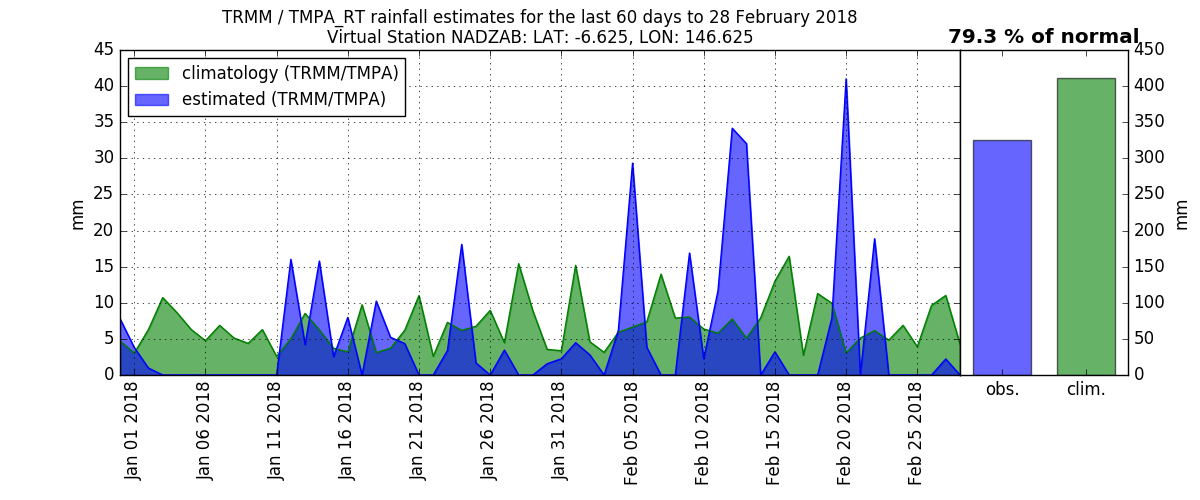 TRMM / TMPA_RT rainfall estimates for the last 60 days to 28 February 2018
Virtual Station NADZAB: LAT: -6.625, LON: 146.625
79.3 % of normal
climatology (TRMM/TMPA)
estimated (TRMM/TMPA)
45
40
35
30
25
20
15
10
5
0
mm
Jan 01 2018
Jan 06 2018
Jan 11 2018
Jan 16 2018
Jan 21 2018
Jan 26 2018
Jan 31 2018
Feb 05 2018
Feb 10 2018
Feb 15 2018
Feb 20 2018
Feb 25 2018
obs.
clim.
450
400
350
300
250
200
150
100
50
0
mm